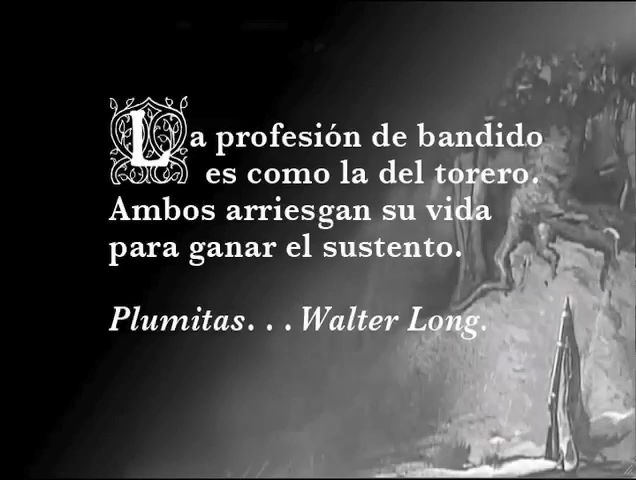 La profesión de bandido
es como la del torero.
Ambos arriesgan su vida
para ganar el sustento.
Plumitas. . . Walter Long.